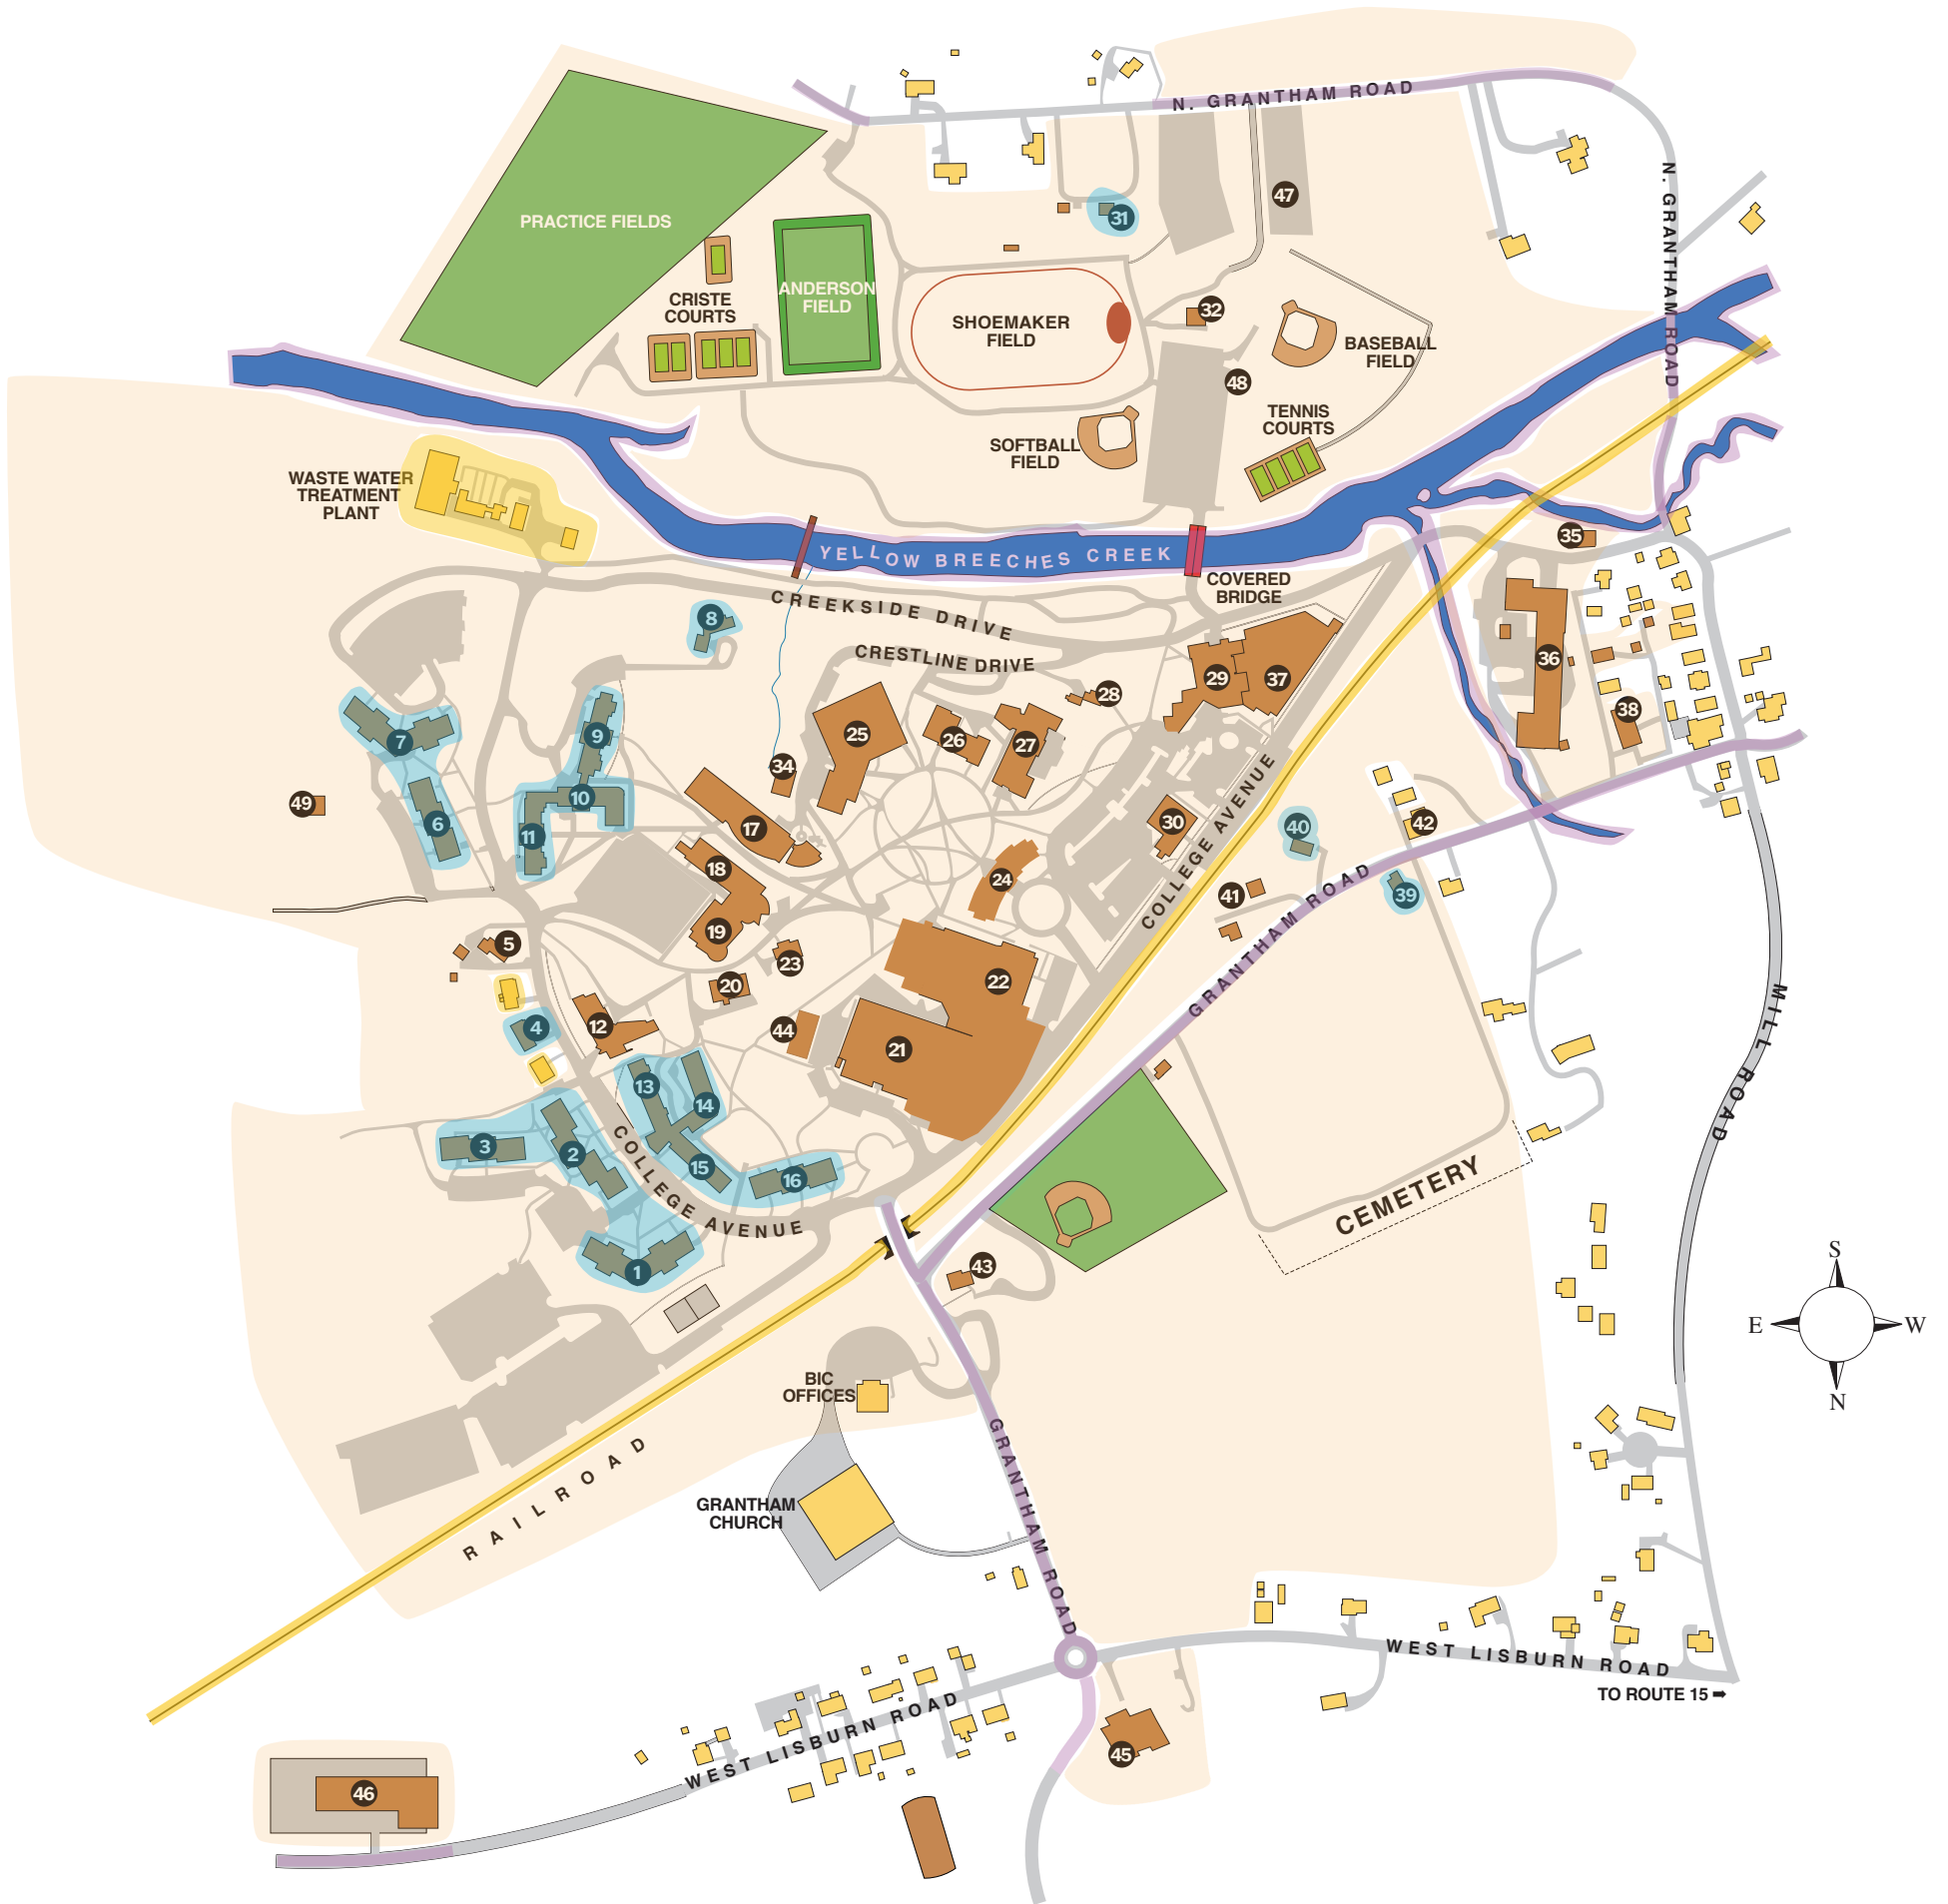 N. GRANTHAM ROAD
N. GRANTHAM ROAD
PRACTICE FIELDS
47
31
CRISTE
COURTS
ANDERSON
FIELD
SHOEMAKER
FIELD
32
BASEBALL
FIELD
48
TENNIS
COURTS
SOFTBALL
FIELD
WASTE WATER
TREATMENT
PLANT
YELLOW BREECHES CREEK
COVERED
BRIDGE
35
CREEKSIDE DRIVE
CRESTLINE DRIVE
8
36
29
37
28
38
7
9
25
26
27
34
49
10
6
11
17
30
40
42
COLLEGE AVENUE
18
24
41
39
GRANTHAM ROAD
19
5
23
20
22
4
12
44
21
MILL ROAD
13
14
3
2
15
16
COLLEGE AVENUE
CEMETERY
1
43
S
E
W
N
BIC
OFFICES
RAILROAD
GRANTHAM
CHURCH
GRANTHAM ROAD
WEST LISBURN ROAD
TO ROUTE 15 ➡
WEST LISBURN ROAD
45
46